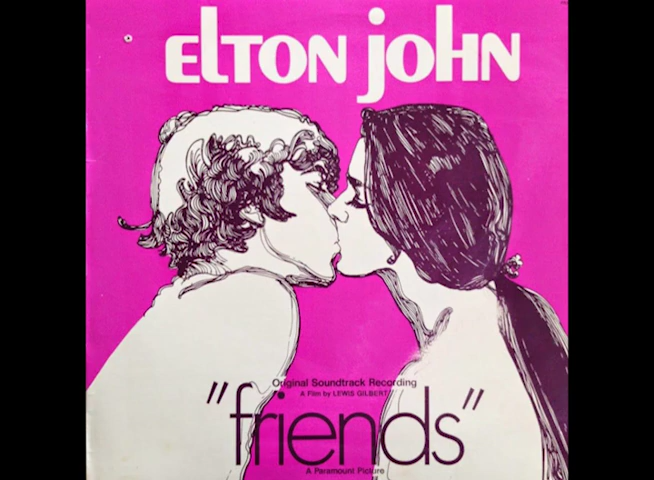 ELTON JOHN
Original Soundtrack Recording
A Film by LEWIS GILBERT
"friends"
A Paramount Picture